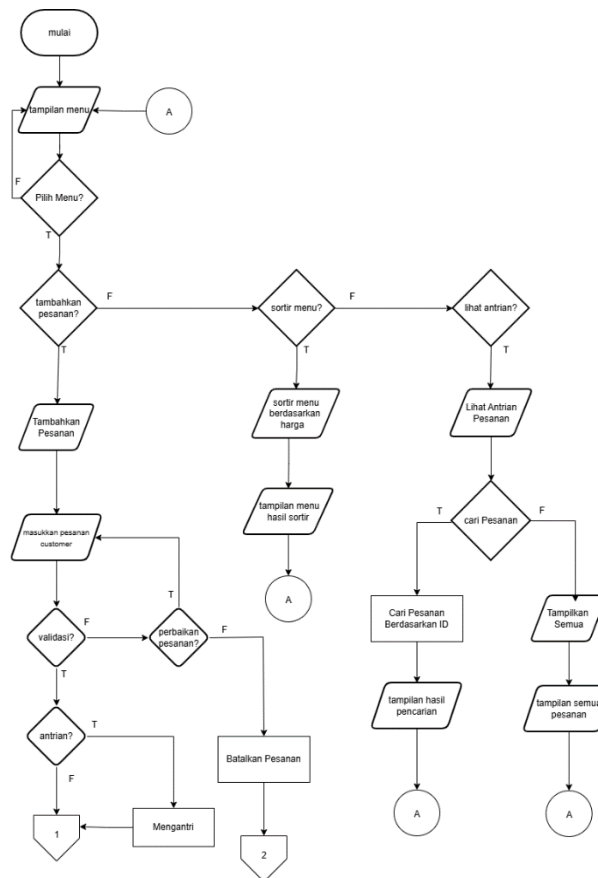 mulai
tampilan menu
A
F
Pilih Menu?
T
tambahkan
pesanan?
F
sortir menu?
F
lihat antrian?
T
T
T
Tambahkan
Pesanan
sortir menu
berdasarkan
harga
Lihat Antrian
Pesanan
masukkan pesanan
customer
tampilan menu
hasil sortir
T
cari Pesanan
F
T
A
Cari Pesanan
Berdasarkan ID
Tampilkan
Semua
validasi?
F
perbaikan
pesanan?
F
T
tampilan hasil
pencarian
tampilan semua
pesanan
antrian?
T
Batalkan Pesanan
F
A
A
1
Mengantri
2